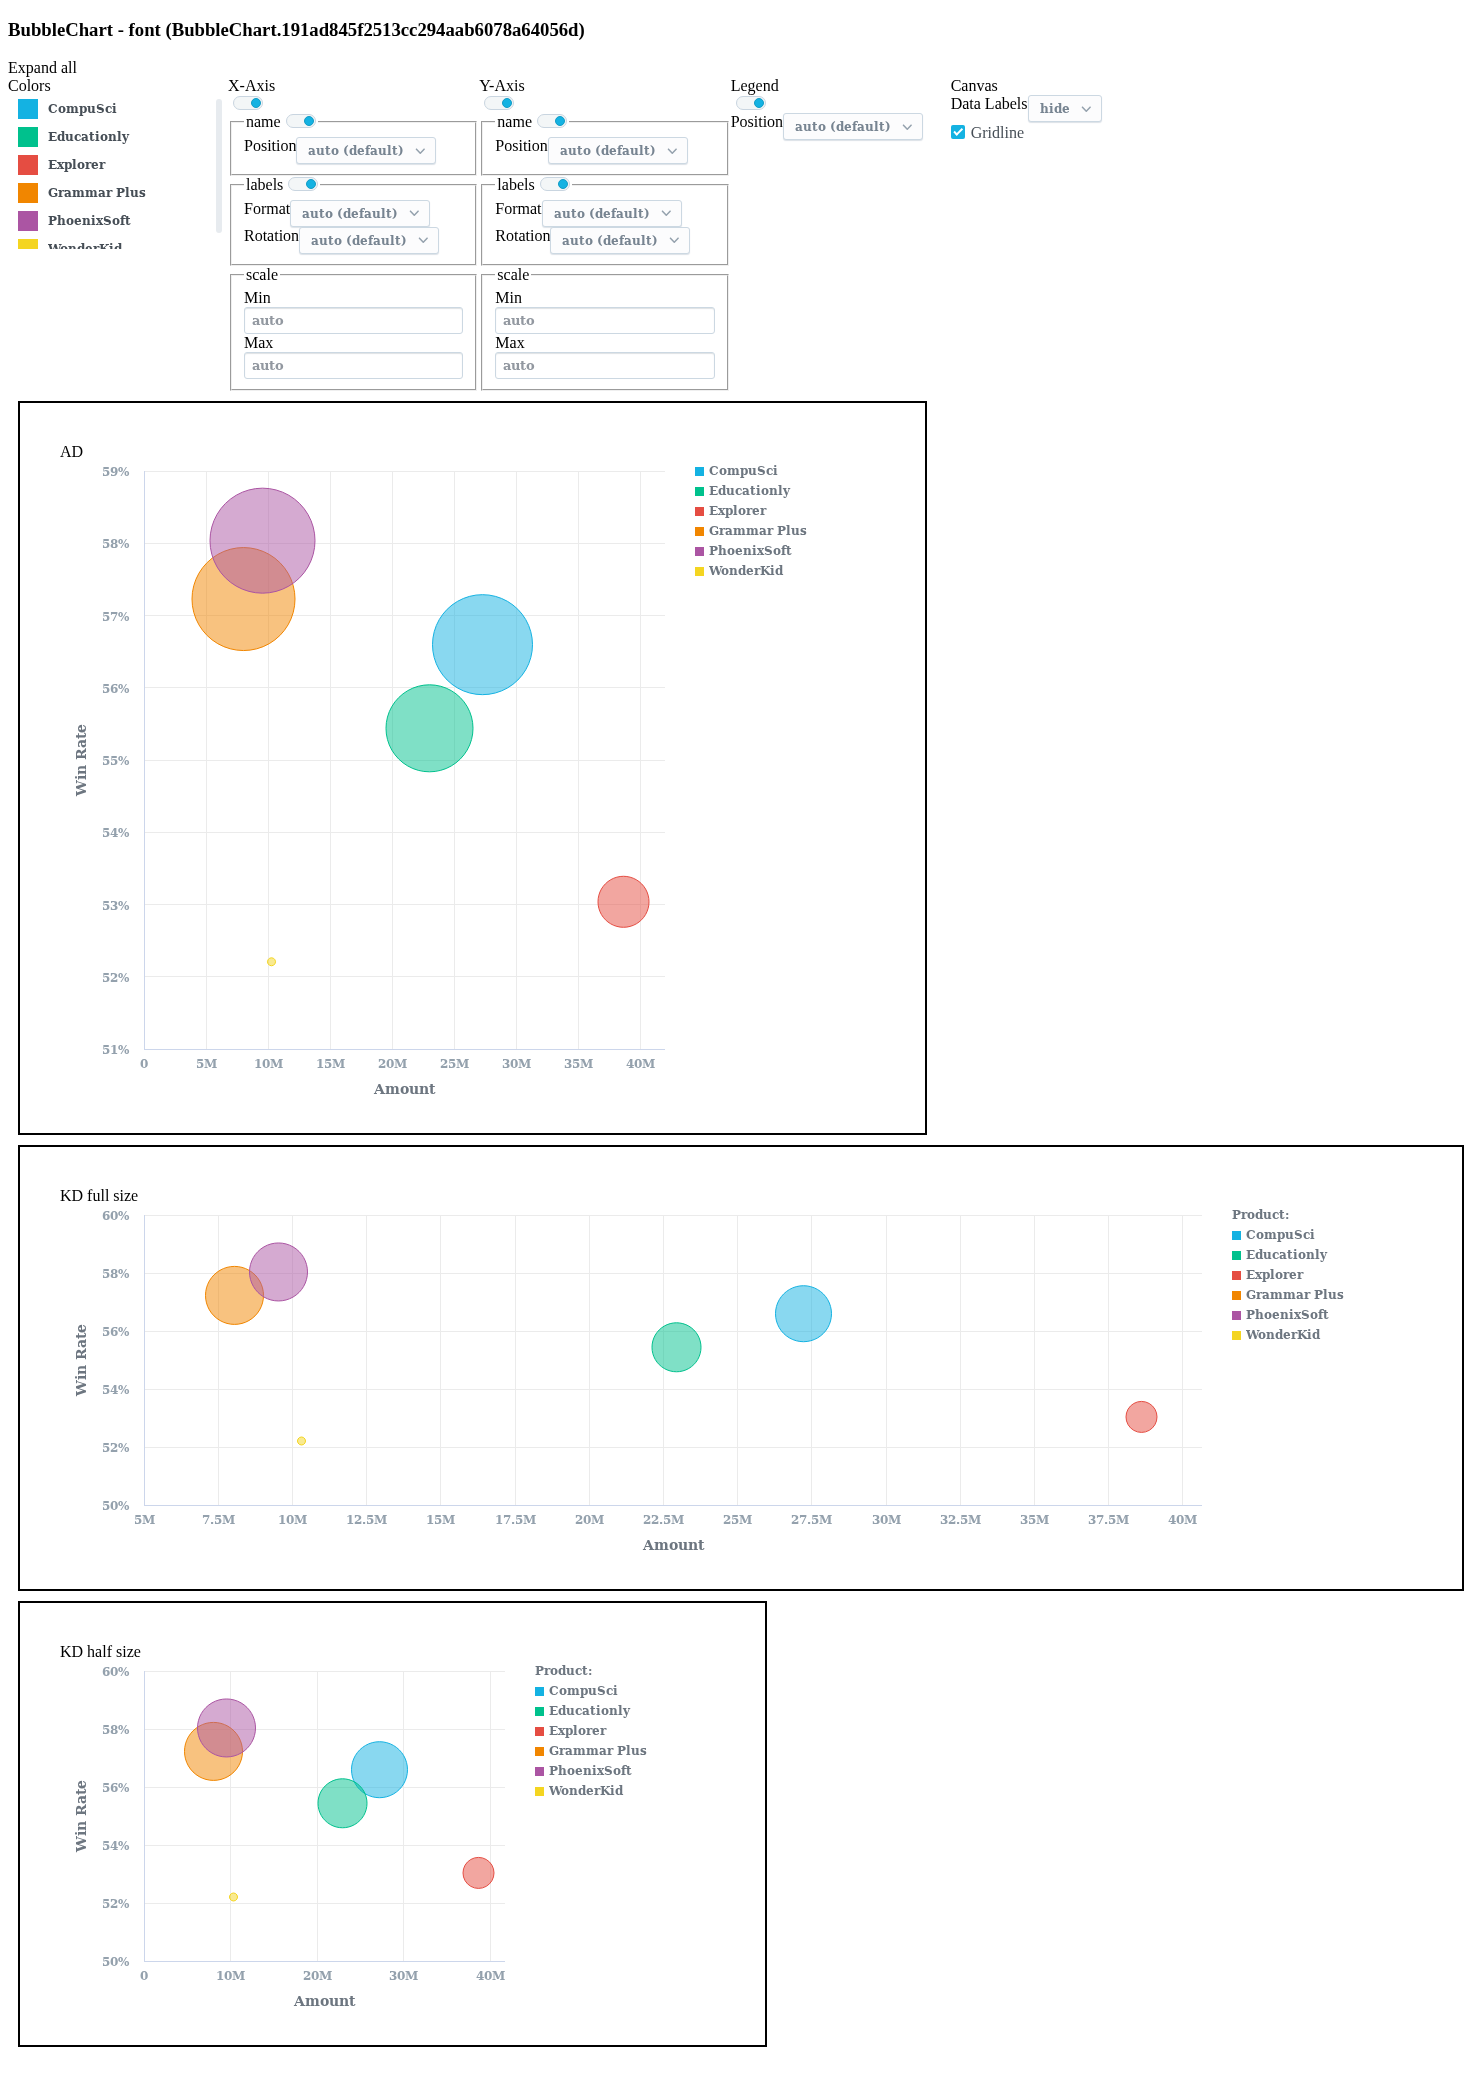 BubbleChart - font (BubbleChart.191ad845f2513cc294aab6078a64056d)
Expand all
Colors
CompuSci
Educationly
Explorer
Grammar Plus
PhoenixSoft
WonderKid
X-Axis
name
Position auto (default)
labels
Format auto (default)
Rotation auto (default)
scale
Min
auto
Max
auto
Y-Axis
name
Position auto (default)
labels
Format auto (default)
Rotation auto (default)
scale
Min
auto
Max
auto
Legend
Position auto (default)
Canvas
Data Labels hide
Gridline
AD
59%
58%
57%
56%
55%
54%
53%
52%
51%
Win Rate
0 5M 10M 15M 20M 25M 30M 35M 40M
Amount
CompuSci
Educationly
Explorer
Grammar Plus
PhoenixSoft
WonderKid
KD full size
60%
58%
56%
54%
52%
50%
Win Rate
5M 7.5M 10M 12.5M 15M 17.5M 20M 22.5M 25M 27.5M 30M 32.5M 35M 37.5M 40M
Amount
Product:
CompuSci
Educationly
Explorer
Grammar Plus
PhoenixSoft
WonderKid
KD half size
60%
58%
56%
54%
52%
50%
Win Rate
0 10M 20M 30M 40M
Amount
Product:
CompuSci
Educationly
Explorer
Grammar Plus
PhoenixSoft
WonderKid